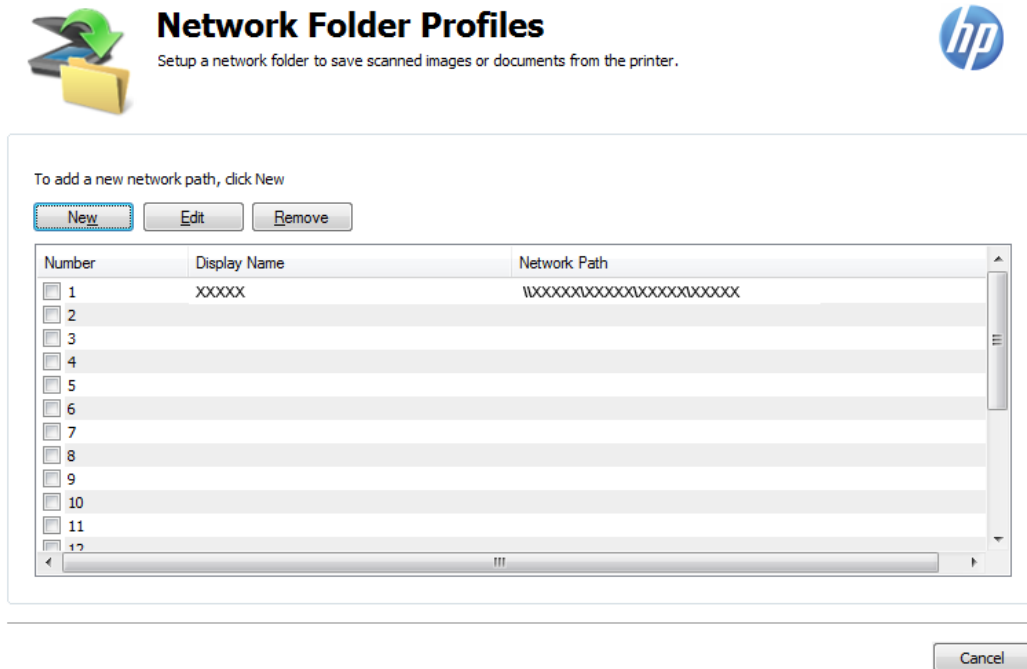 Network Folder Profiles
Setup a network folder to save scanned images or documents from the printer.
hp
To add a new network path, click New
New Edit Remove
Number Display Name Network Path
1 XXXXX \\XXXXX\XXXXX\XXXXX\XXXXX
2
3
4
5
6
7
8
9
10
11
12
Cancel